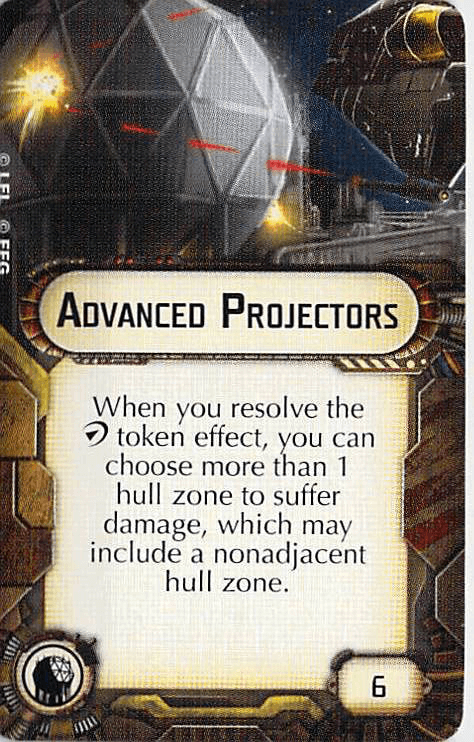 © LFL © FFG
ADVANCED PROJECTORS
When you resolve the
token effect, you can
choose more than 1
hull zone to suffer
damage, which may
include a nonadjacent
hull zone.
6